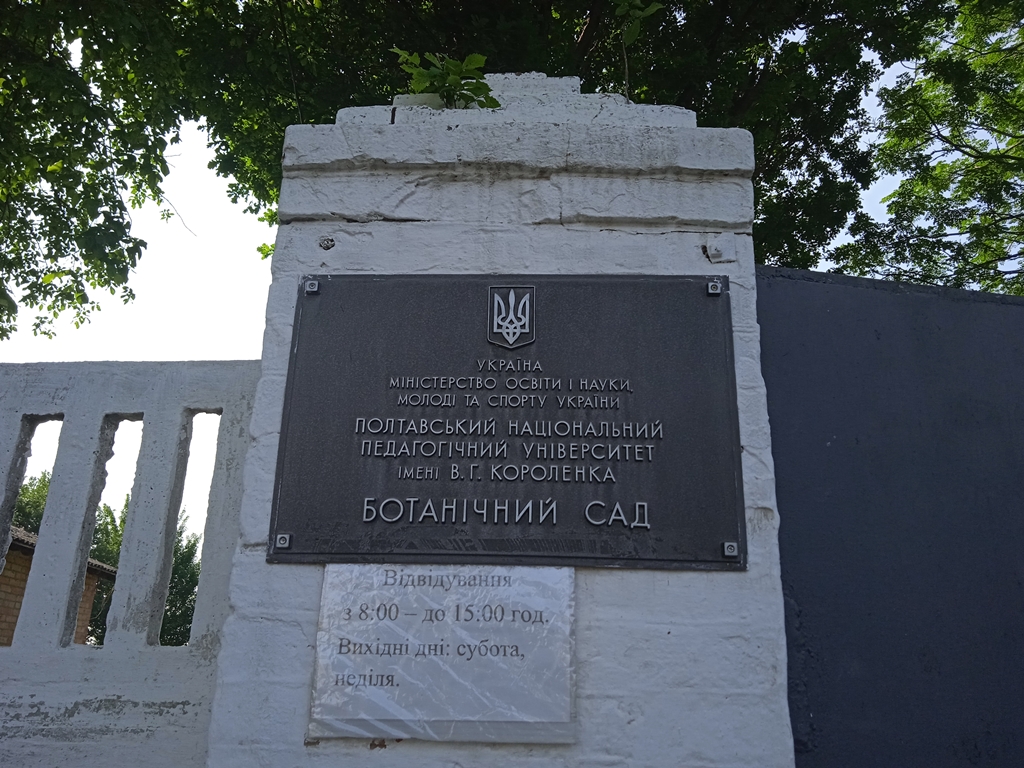 УКРАЇНА
МІНІСТЕРСТВО ОСВІТИ І НАУКИ,
МОЛОДІ ТА СПОРТУ УКРАЇНИ
ПОЛТАВСЬКИЙ НАЦІОНАЛЬНИЙ
ПЕДАГОГІЧНИЙ УНІВЕРСИТЕТ
ІМЕНІ В. Г. КОРОЛЕНКА
БОТАНІЧНИЙ САД
Відвідування
з 8:00 – до 15:00 год.
Вихідні дні: субота,
неділя.